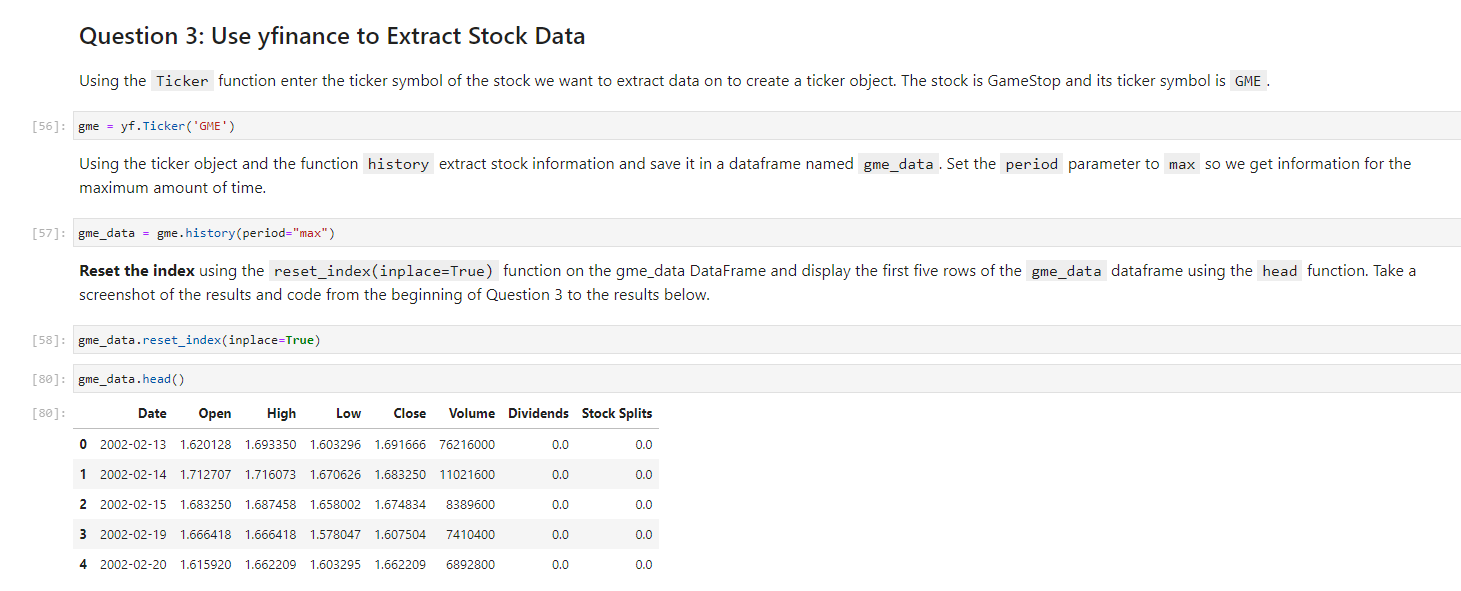 Question 3: Use yfinance to Extract Stock Data
Using the Ticker function enter the ticker symbol of the stock we want to extract data on to create a ticker object. The stock is GameStop and its ticker symbol is GME.
[56]: gme = yf.Ticker('GME')
Using the ticker object and the function history extract stock information and save it in a dataframe named gme_data. Set the period parameter to max so we get information for the
maximum amount of time.
[57]: gme_data = gme.history(period="max")
Reset the index using the reset_index(inplace=True) function on the gme_data DataFrame and display the first five rows of the gme_data dataframe using the head function. Take a
screenshot of the results and code from the beginning of Question 3 to the results below.
[58]: gme_data.reset_index(inplace=True)
[80]: gme_data.head()
[80]: Date Open High Low Close Volume Dividends Stock Splits
0 2002-02-13 1.620128 1.693350 1.603296 1.691666 76216000 0.0 0.0
1 2002-02-14 1.712707 1.716073 1.670626 1.683250 11021600 0.0 0.0
2 2002-02-15 1.683250 1.687458 1.658002 1.674834 8389600 0.0 0.0
3 2002-02-19 1.666418 1.666418 1.578047 1.607504 7410400 0.0 0.0
4 2002-02-20 1.615920 1.662209 1.603295 1.662209 6892800 0.0 0.0